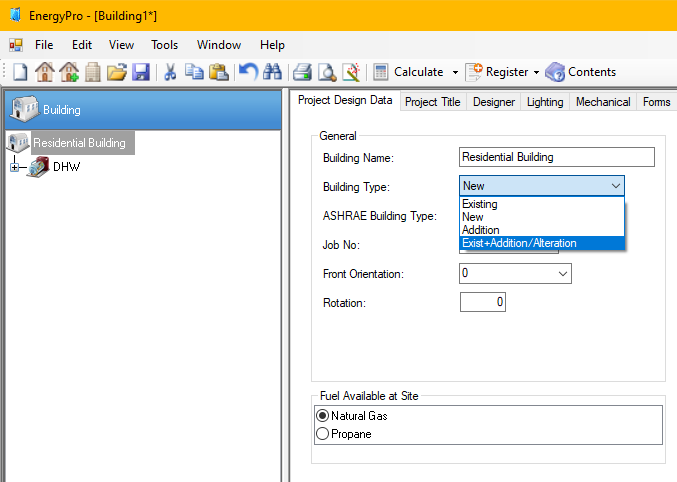 EnergyPro - [Building1*]
File Edit View Tools Window Help
Calculate Register Contents
Building
Residential Building
DHW
Project Design Data Project Title Designer Lighting Mechanical Forms
General
Building Name: Residential Building
Building Type: New
Existing
New
Addition
Exist+Addition/Alteration
ASHRAE Building Type:
Job No:
Front Orientation: 0
Rotation: 0
Fuel Available at Site
Natural Gas
Propane